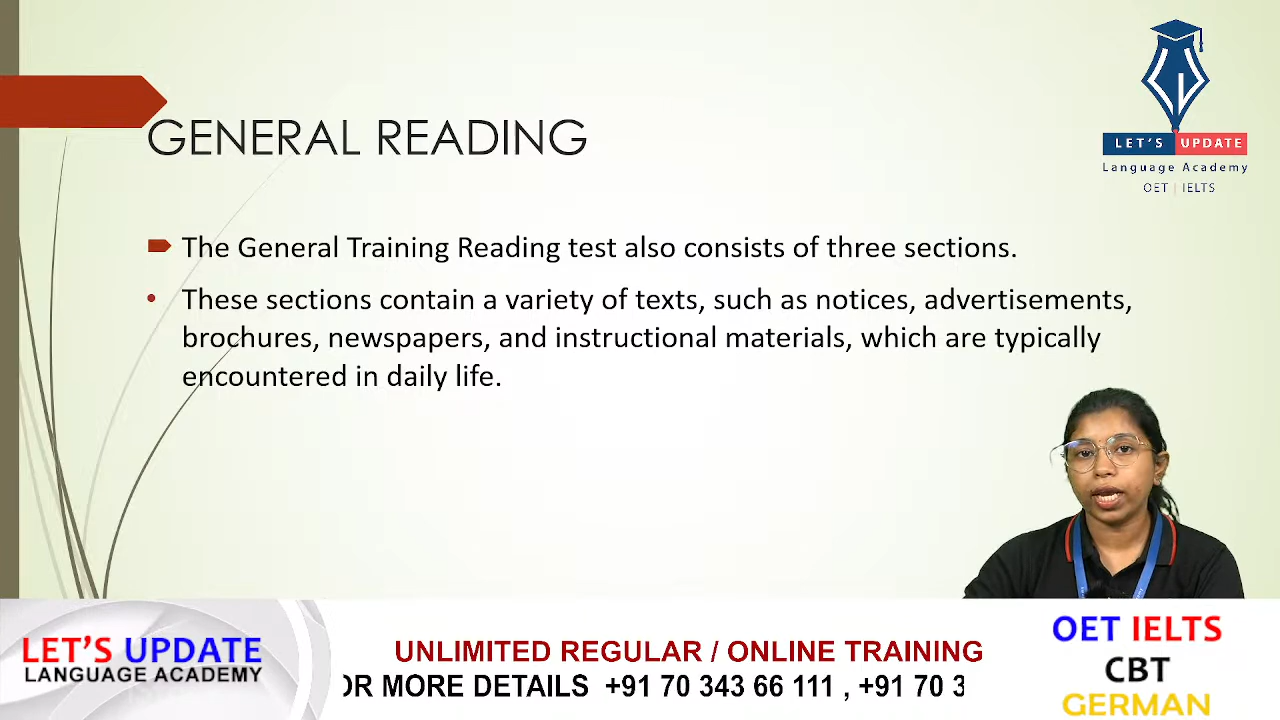 LET'S UPDATE
Language Academy
OET | IELTS
GENERAL READING
The General Training Reading test also consists of three sections.
These sections contain a variety of texts, such as notices, advertisements,
brochures, newspapers, and instructional materials, which are typically
encountered in daily life.
LET'S UPDATE
LANGUAGE ACADEMY
UNLIMITED REGULAR / ONLINE TRAINING
OR MORE DETAILS +91 70 343 66 111 , +91 70 3
OET IELTS
CBT
GERMAN